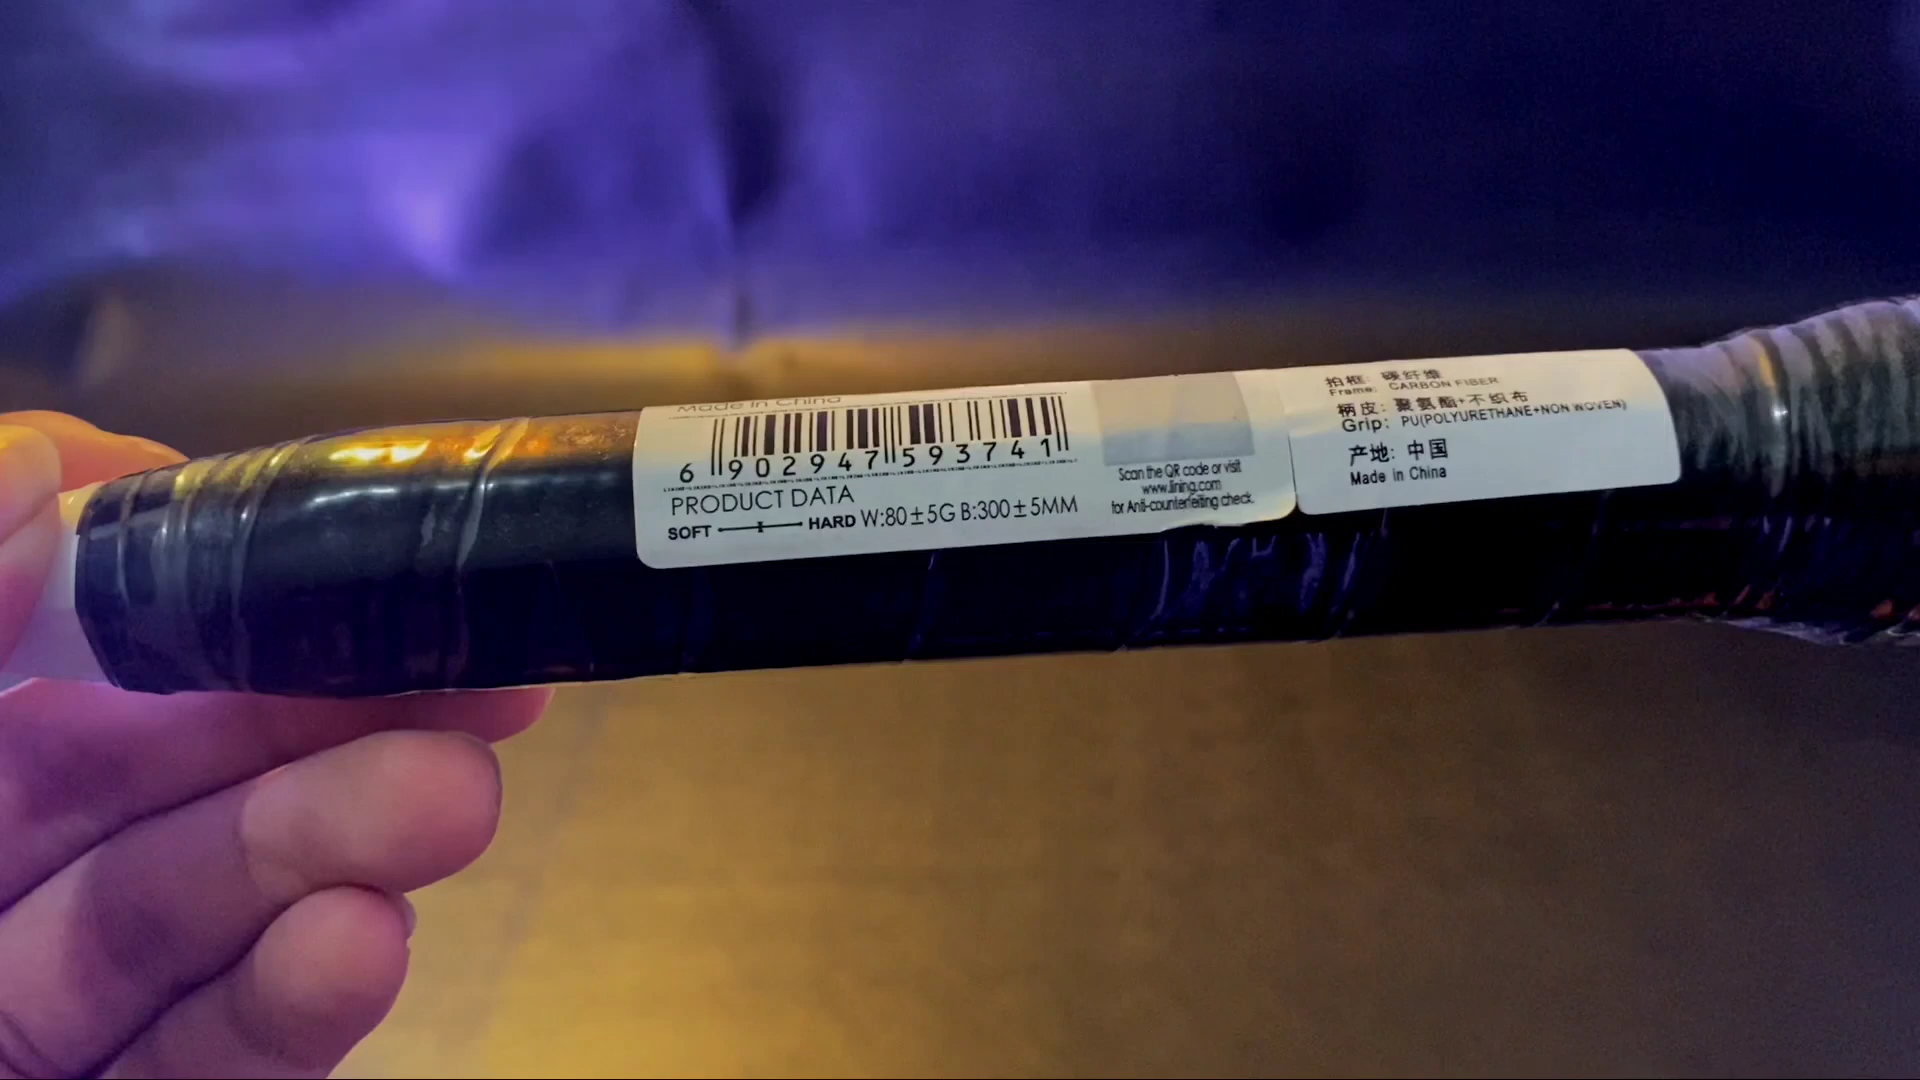 Made in China
6 902947 593741
PRODUCT DATA
SOFT HARD W:80±5G B:300±5MM
Scan the QR code or visit
www.lining.com
for Anti-counterfeiting check.
拍框: 碳纤维
Frame: CARBON FIBER
柄皮: 聚氨酯+不织布
Grip: PU(POLYURETHANE+NON WOVEN)
产地: 中国
Made in China